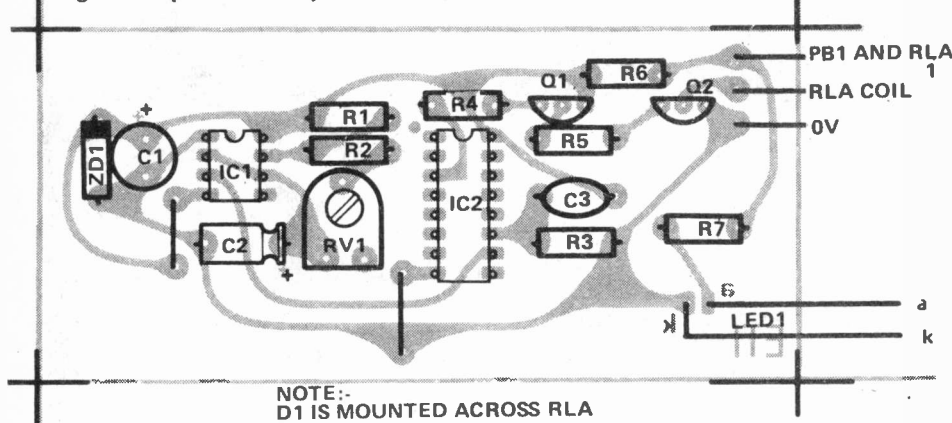 PB1 AND RLA
1
R6
Q1
Q2
RLA COIL
R4
R1
0V
R5
ZD1
C1
R2
IC1
IC2
C3
R7
C2
RV1
R3
a
LED1
k
NOTE:-
D1 IS MOUNTED ACROSS RLA